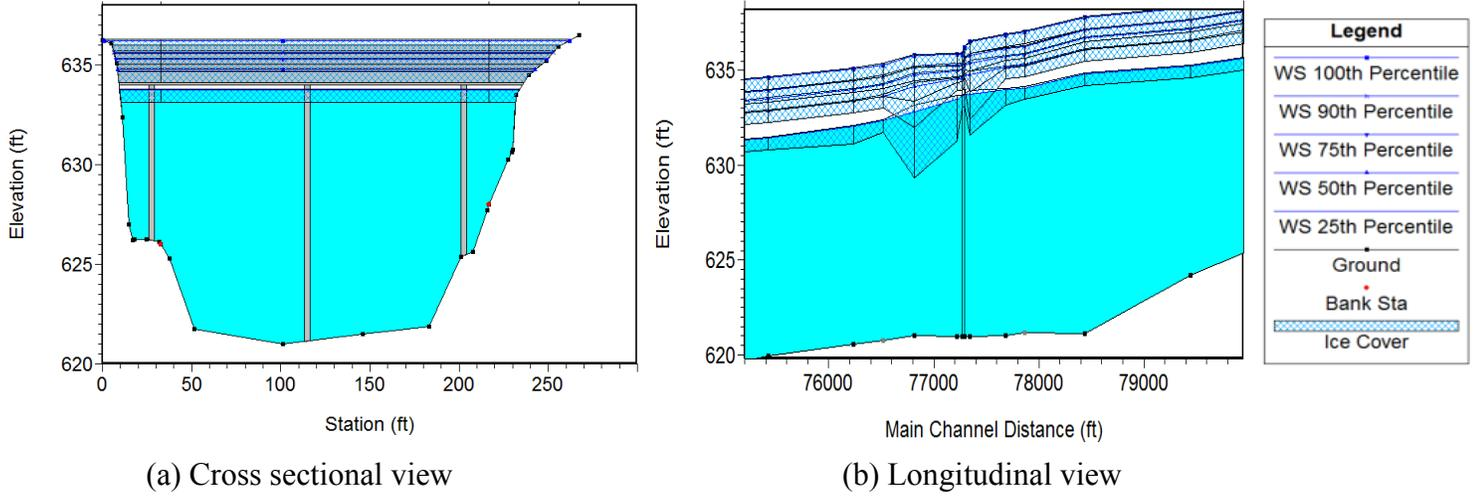 635
630
625
620
0
50
100
150
200
250
Elevation (ft)
Station (ft)
(a) Cross sectional view
635
630
625
620
76000
77000
78000
79000
Elevation (ft)
Main Channel Distance (ft)
(b) Longitudinal view
Legend
WS 100th Percentile
WS 90th Percentile
WS 75th Percentile
WS 50th Percentile
WS 25th Percentile
Ground
Bank Sta
Ice Cover